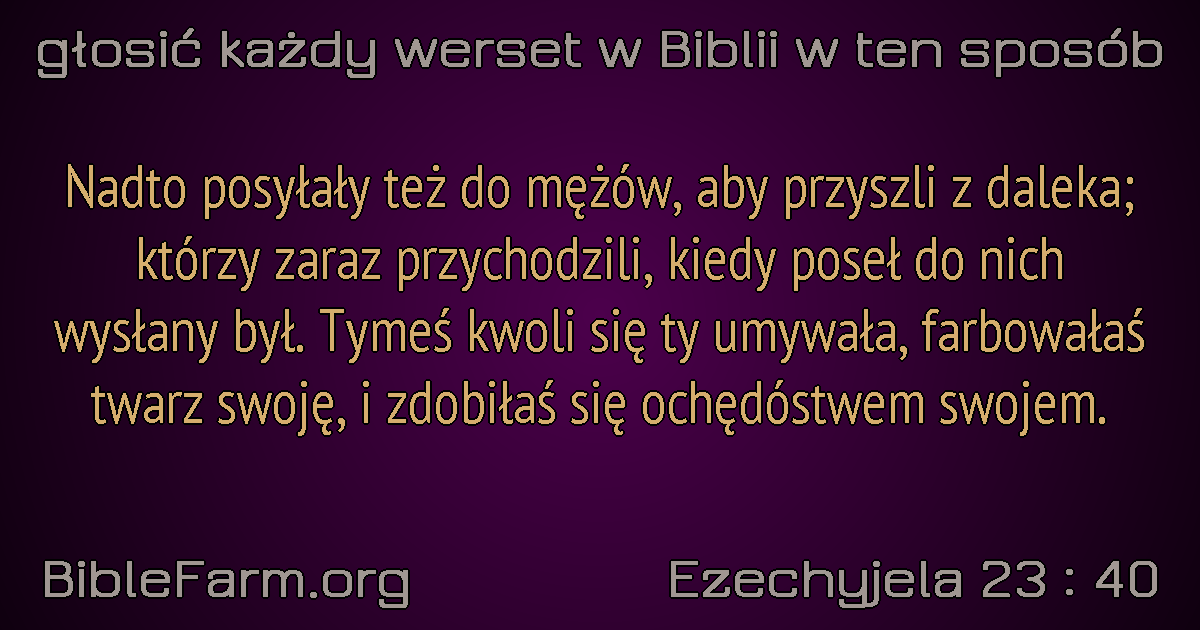 głosić każdy werset w Biblii w ten sposób
Nadto posyłały też do mężów, aby przyszli z daleka;
którzy zaraz przychodzili, kiedy poseł do nich
wysłany był. Tymeś kwoli się ty umywała, farbowałaś
twarz swoję, i zdobiłaś się ochędóstwem swojem.
BibleFarm.org
Ezechyjela 23 : 40